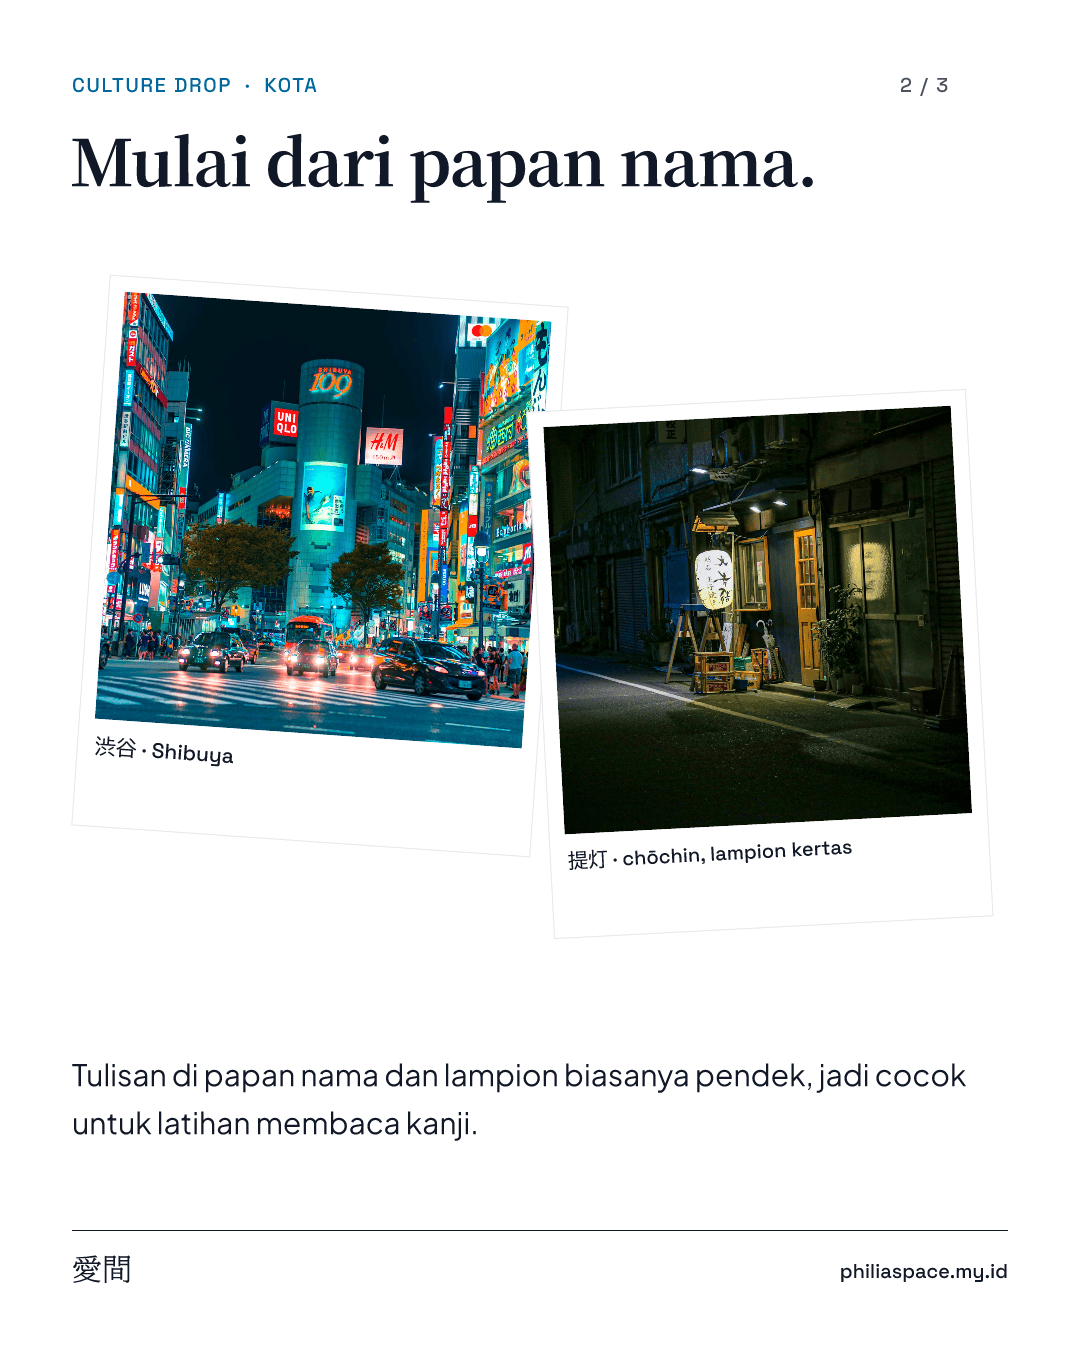 CULTURE DROP · KOTA
2 / 3
Mulai dari papan nama.
SHIBUYA
109
UNI
QLO
H&M
渋谷 · Shibuya
提灯 · chōchin, lampion kertas
Tulisan di papan nama dan lampion biasanya pendek, jadi cocok
untuk latihan membaca kanji.
愛間
philiaspace.my.id